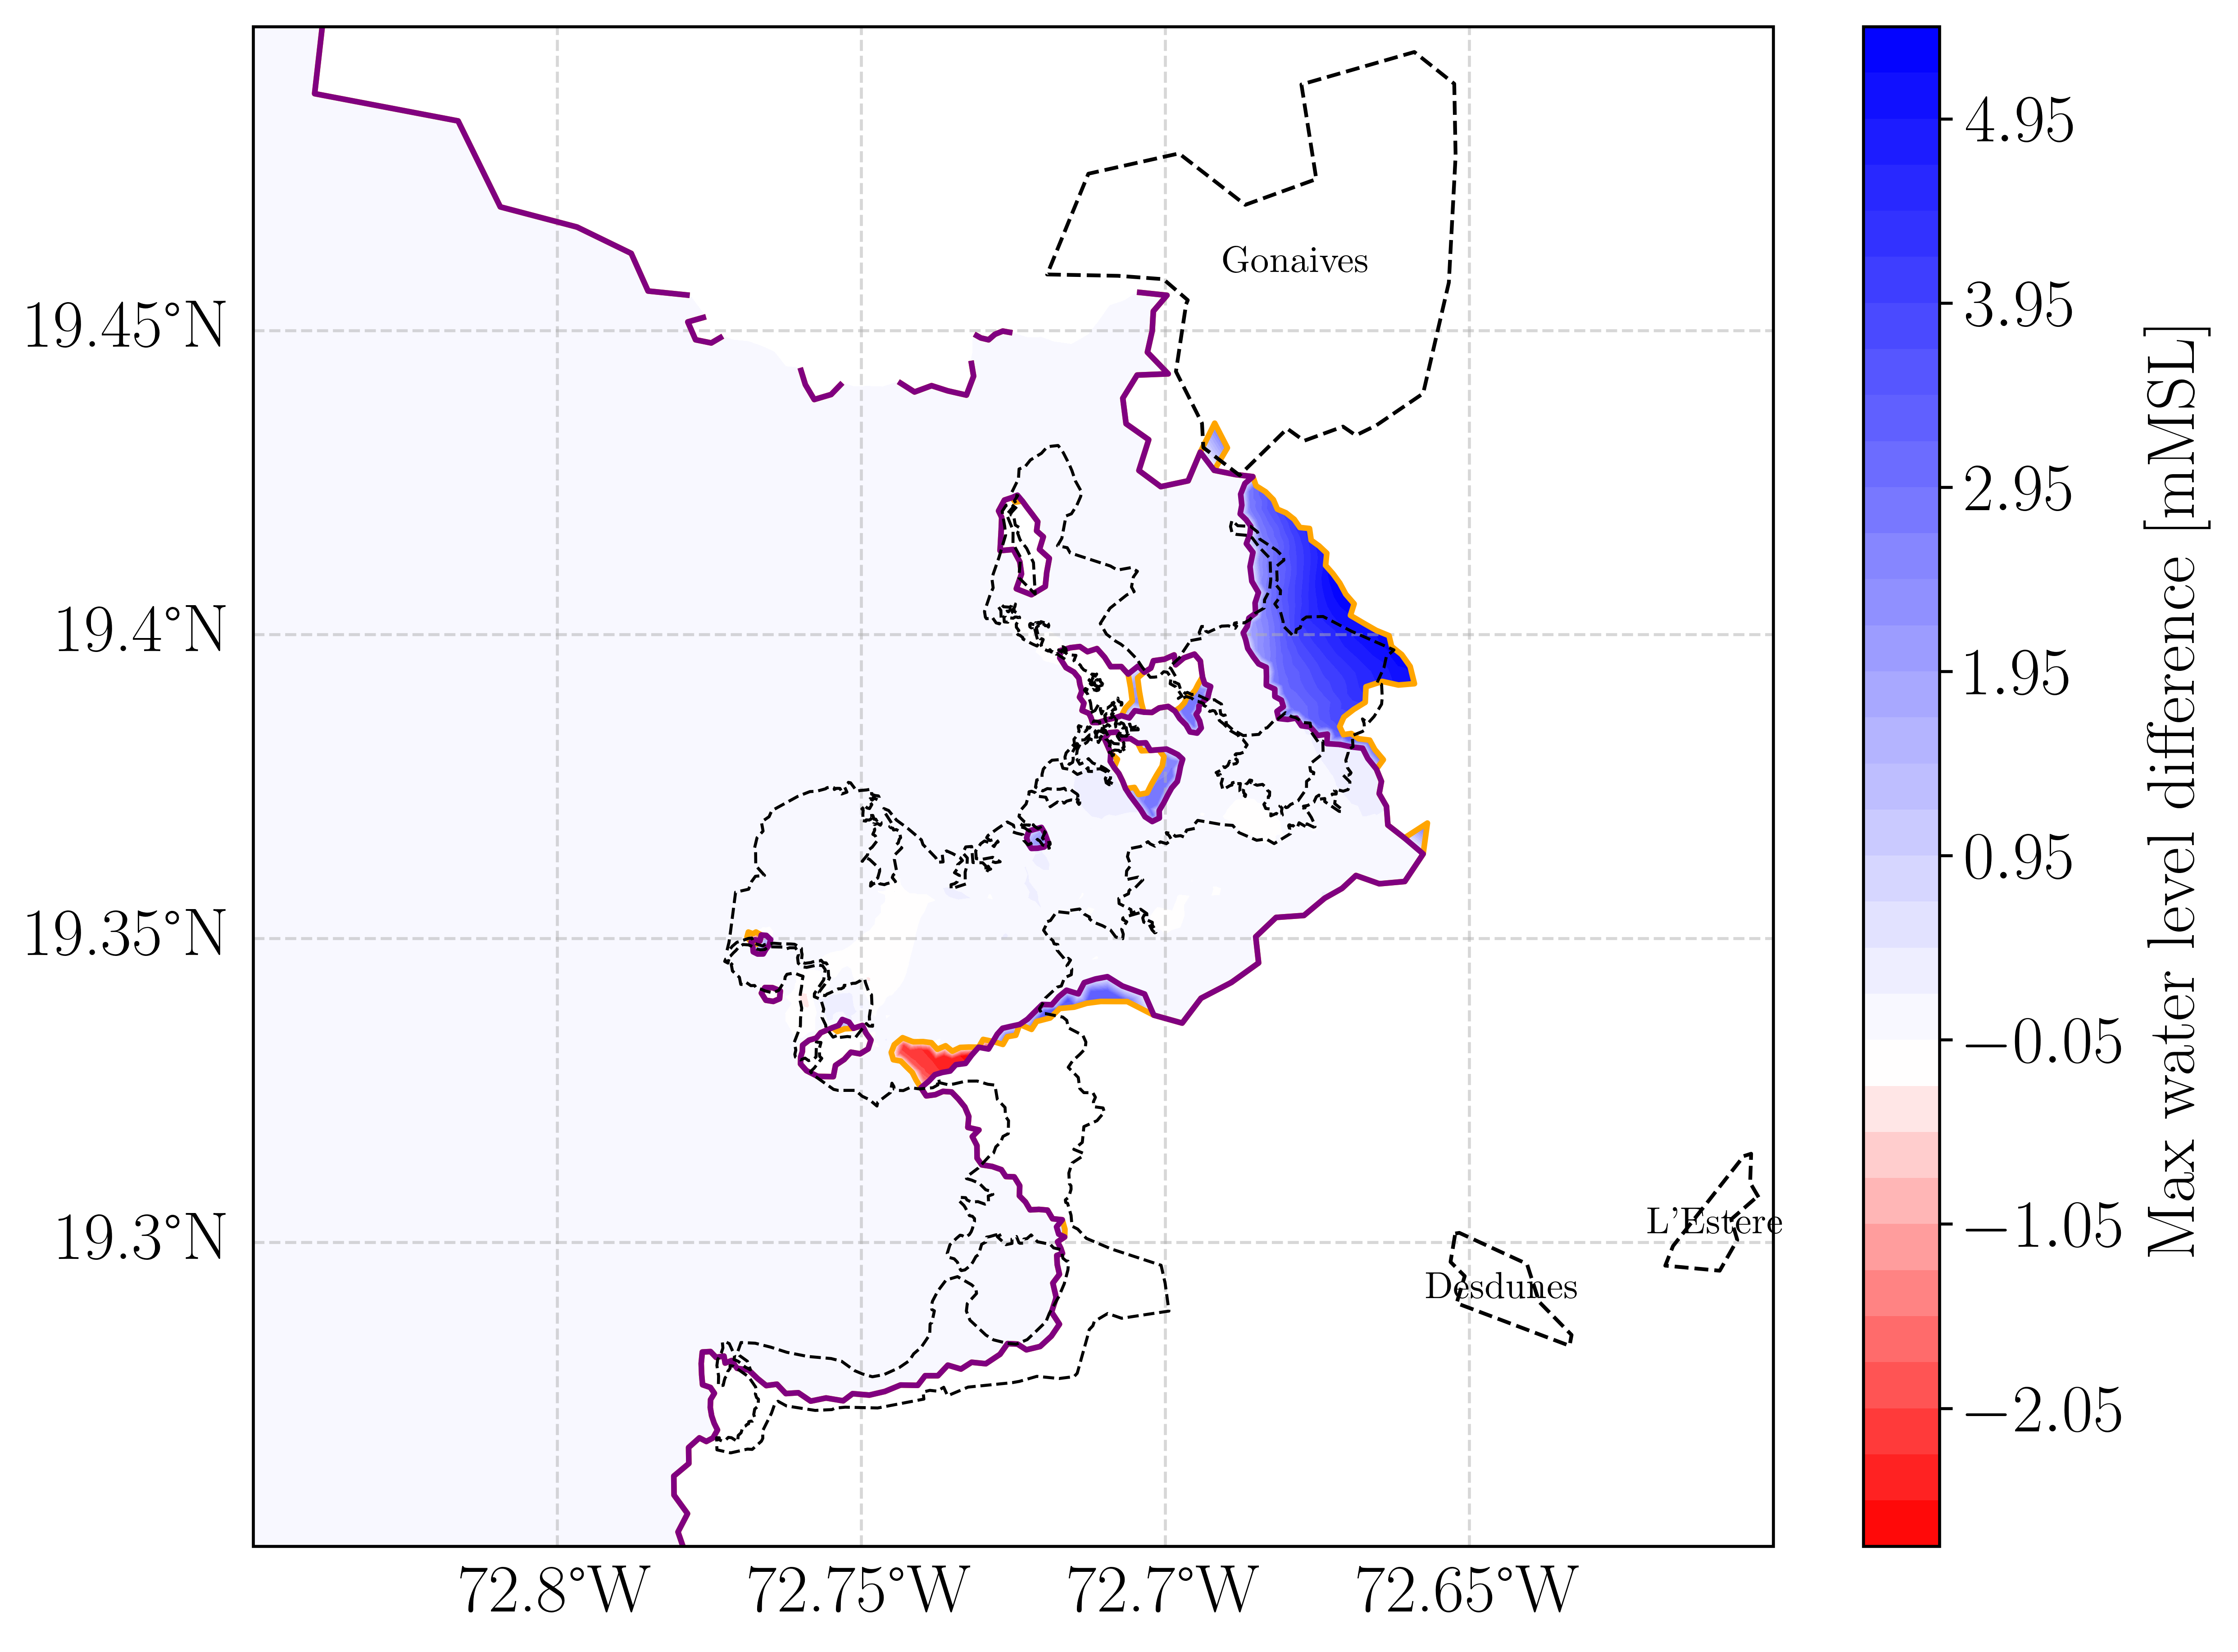 Gonaives
L'Estere
Desdunes
19.45°N
19.4°N
19.35°N
19.3°N
72.8°W
72.75°W
72.7°W
72.65°W
4.95
3.95
2.95
1.95
0.95
−0.05
−1.05
−2.05
Max water level difference [mMSL]